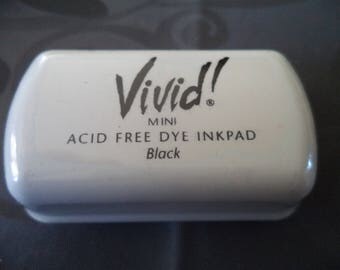 Vivid!®
MINI
ACID FREE DYE INKPAD
Black